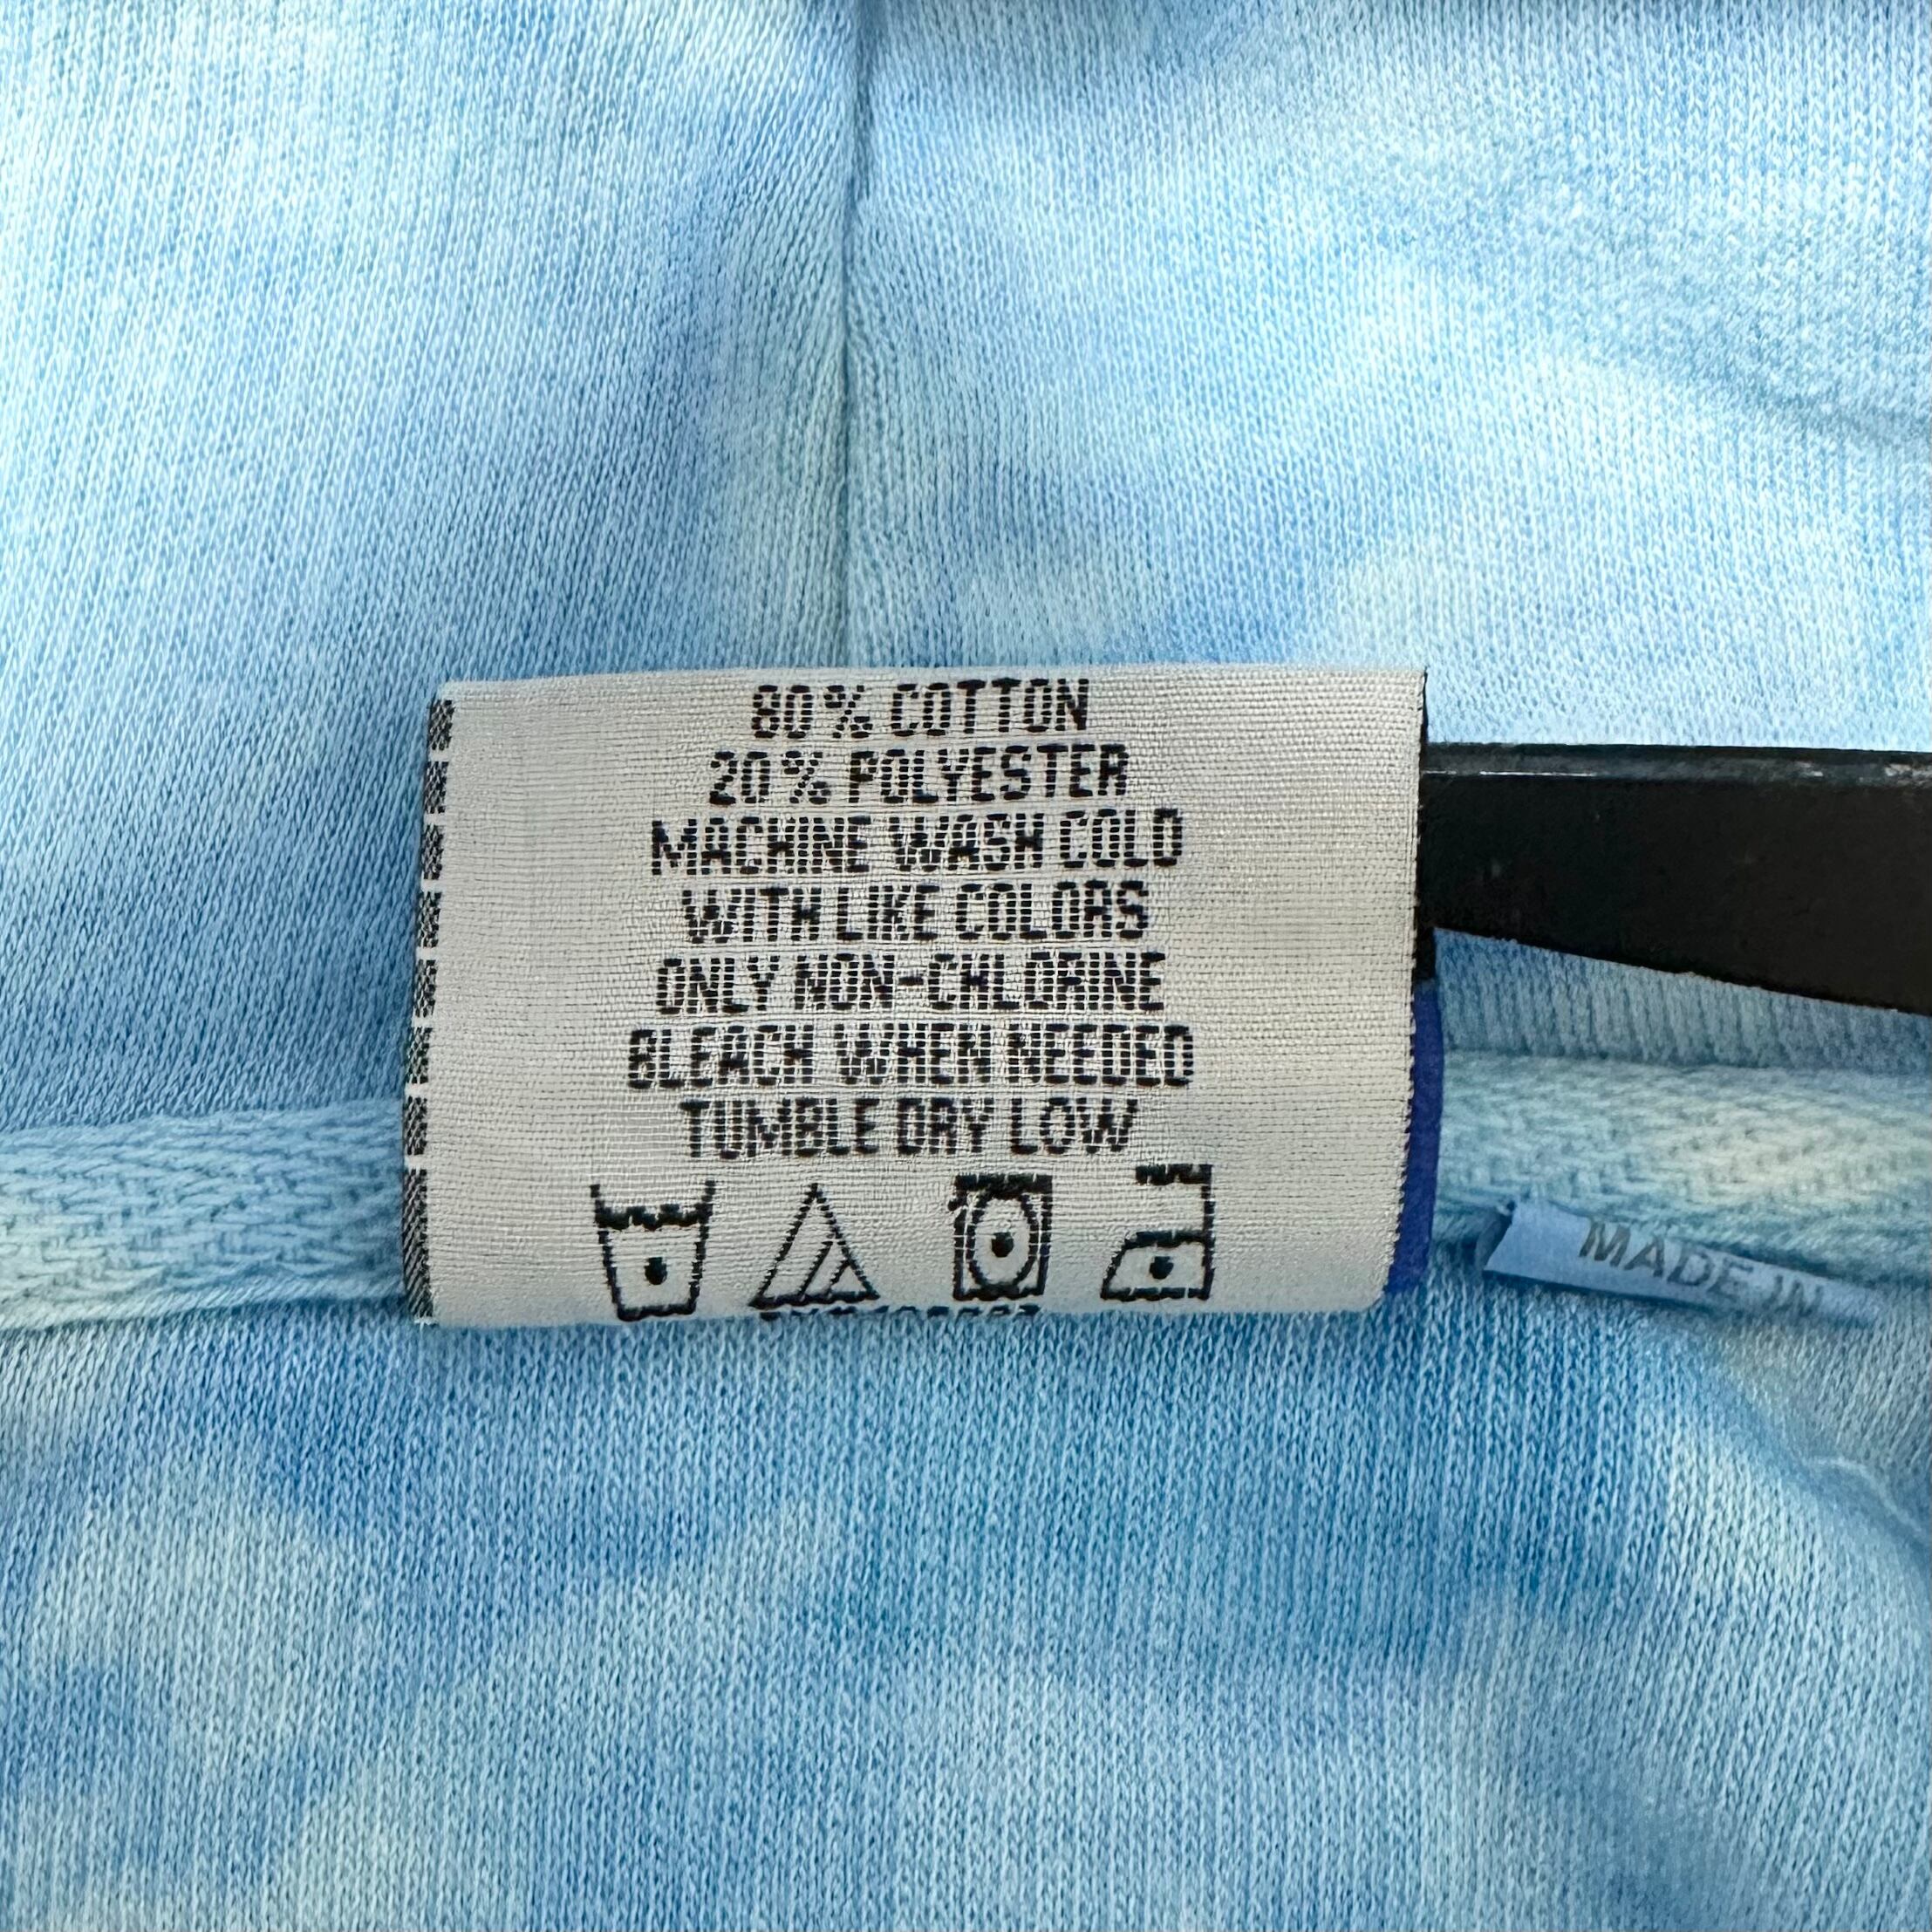 80% COTTON
20% POLYESTER
MACHINE WASH COLD
WITH LIKE COLORS
ONLY NON-CHLORINE
BLEACH WHEN NEEDED
TUMBLE DRY LOW
MADE IN